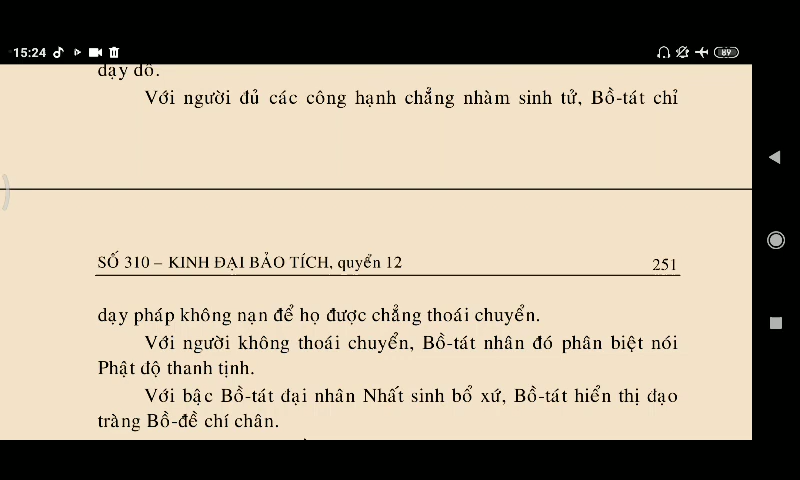 15:24
89
dạy dỗ.
Với người đủ các công hạnh chẳng nhàm sinh tử, Bồ-tát chỉ
SỐ 310 – KINH ĐẠI BẢO TÍCH, quyển 12 251
dạy pháp không nạn để họ được chẳng thoái chuyển.
Với người không thoái chuyển, Bồ-tát nhân đó phân biệt nói
Phật độ thanh tịnh.
Với bậc Bồ-tát đại nhân Nhất sinh bổ xứ, Bồ-tát hiển thị đạo
tràng Bồ-đề chí chân.